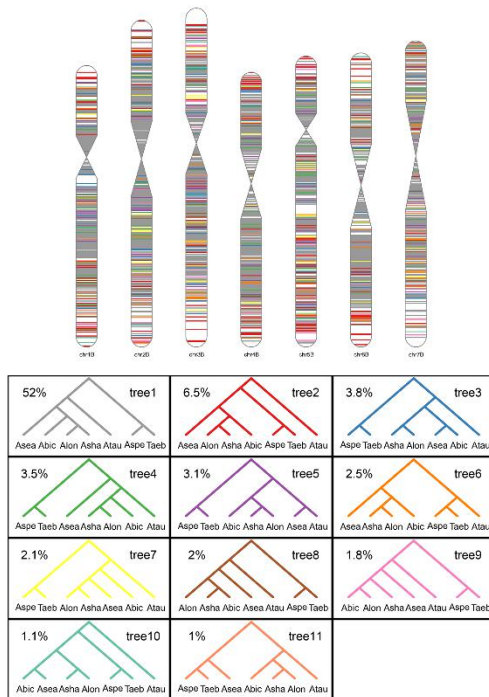 chr1B chr2B chr3B chr4B chr5B chr6B chr7B
52% tree1
Asea Abic Alon Asha Atau Aspe Taeb
6.5% tree2
Asea Alon Asha Abic Aspe Taeb Atau
3.8% tree3
Aspe Taeb Alon Asha Asea Abic Atau
3.5% tree4
Aspe Taeb Asea Asha Alon Abic Atau
3.1% tree5
Aspe Taeb Abic Asha Alon Asea Atau
2.5% tree6
Asea Asha Alon Abic Aspe Taeb Atau
2.1% tree7
Aspe Taeb Alon Asha Asea Abic Atau
2% tree8
Alon Asha Abic Asea Atau Aspe Taeb
1.8% tree9
Abic Alon Asha Asea Atau Aspe Taeb
1.1% tree10
Abic Asea Asha Alon Aspe Taeb Atau
1% tree11
Aspe Taeb Abic Asea Alon Asha Atau